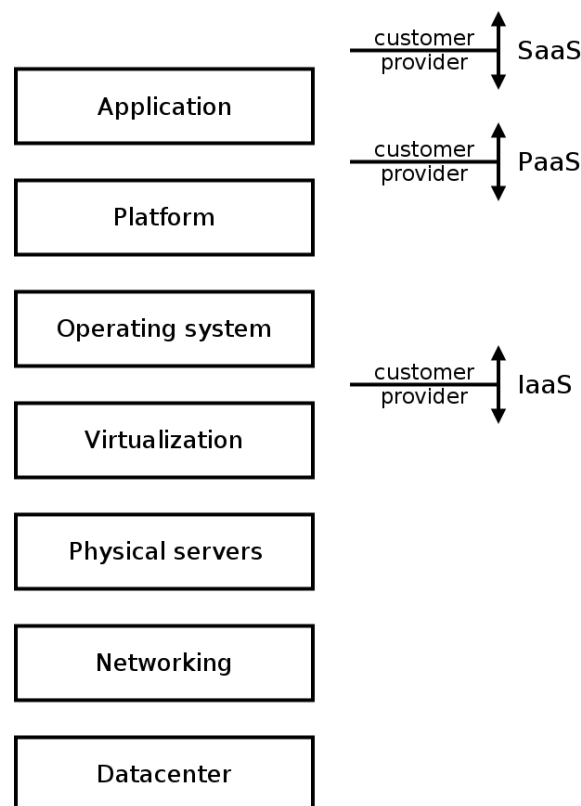 customer
provider
SaaS
Application
customer
provider
PaaS
Platform
Operating system
customer
provider
IaaS
Virtualization
Physical servers
Networking
Datacenter